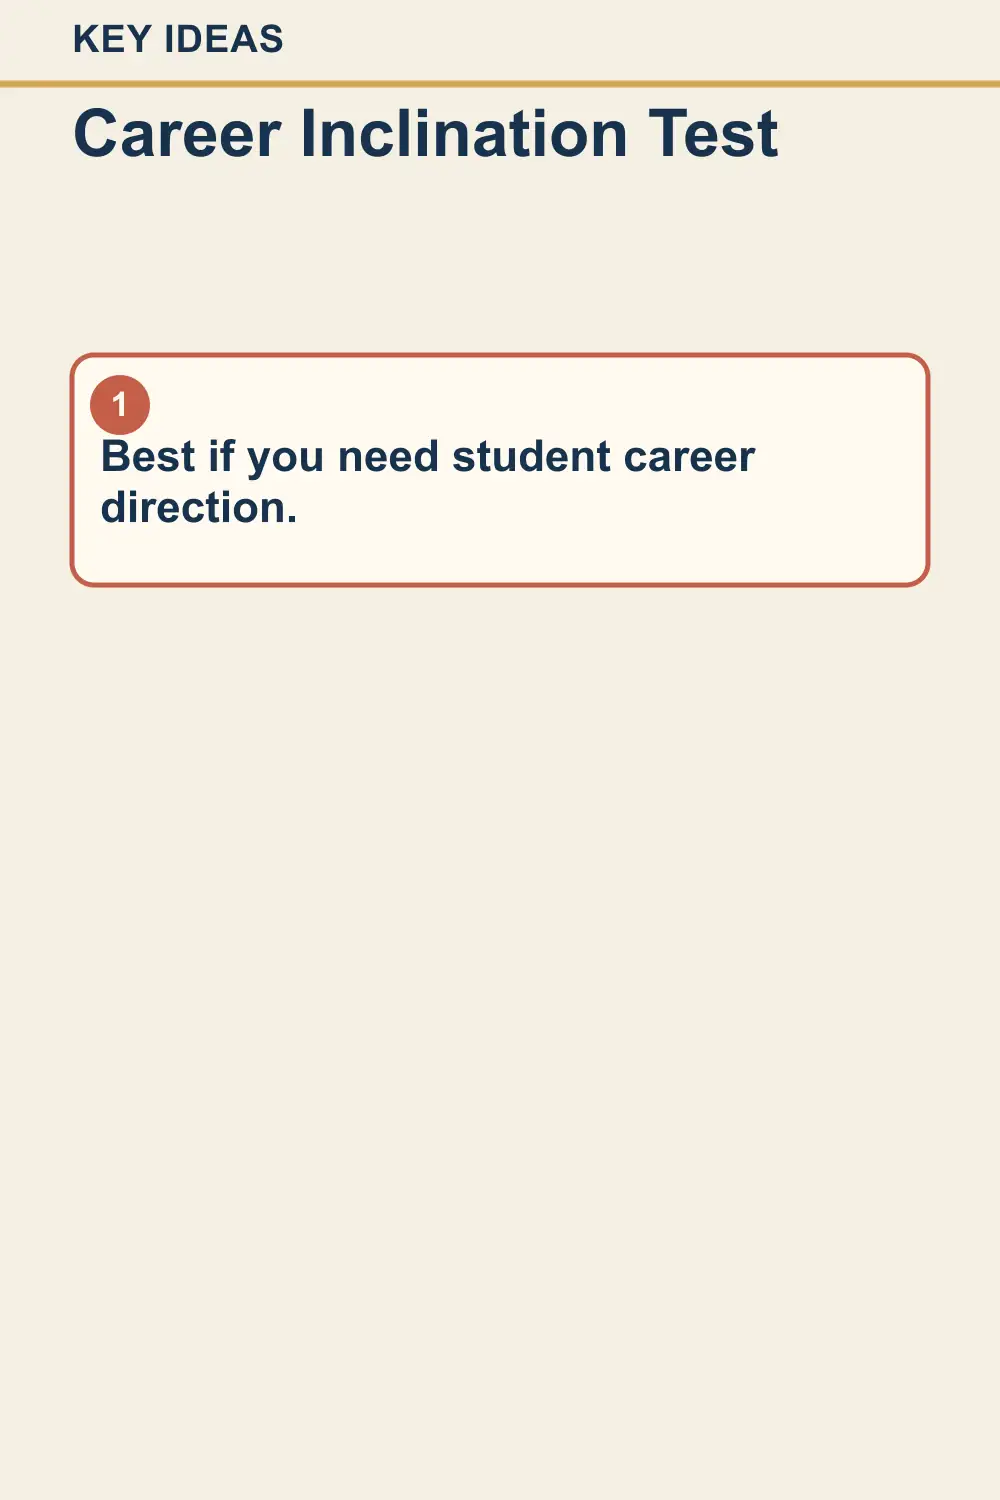 KEY IDEAS
Career Inclination Test
1
Best if you need student career
direction.